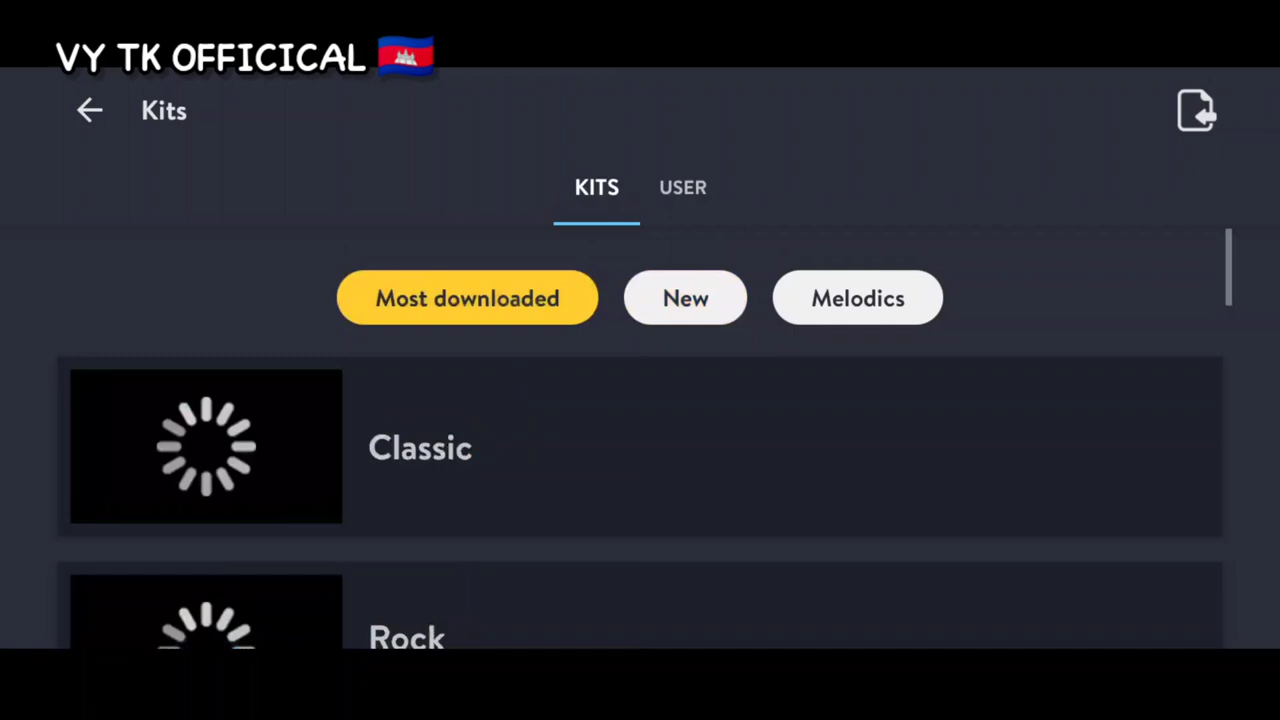 VY TK OFFICICAL 🇰🇭
Kits
KITS USER
Most downloaded New Melodics
Classic
Rock